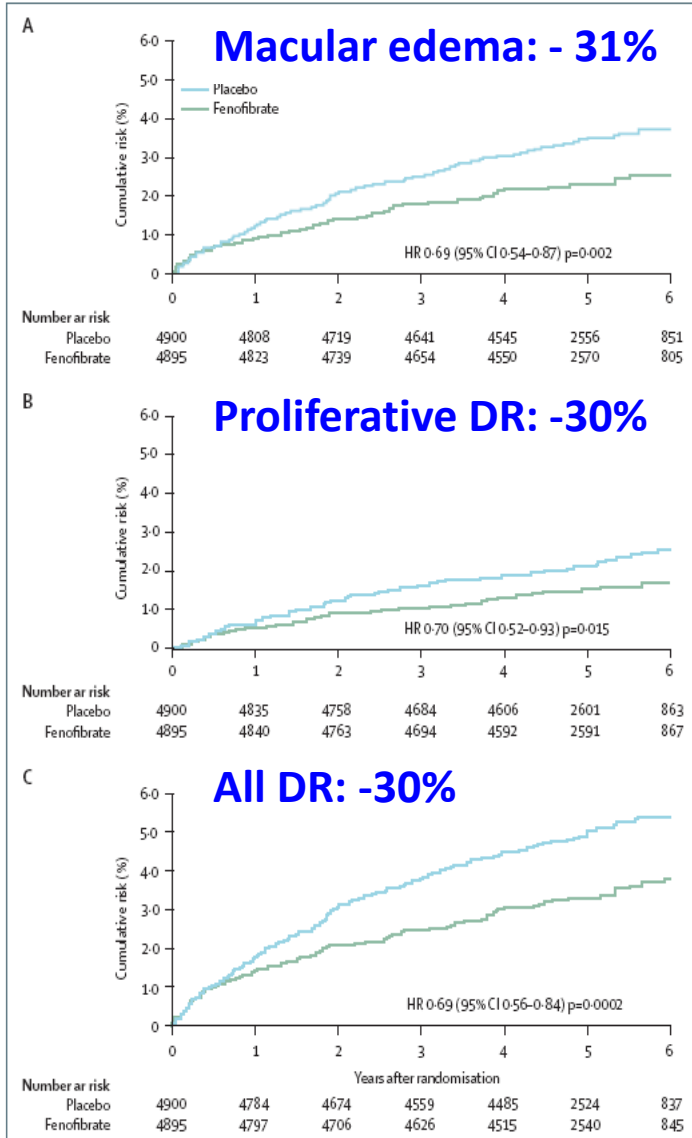 A
Macular edema: - 31%
6·0
5·0
4·0
3·0
2·0
1·0
0
Cumulative risk (%)
Placebo
Fenofibrate
HR 0·69 (95% CI 0·54–0·87) p=0·002
0 1 2 3 4 5 6
Number ar risk
Placebo 4900 4808 4719 4641 4545 2556 851
Fenofibrate 4895 4823 4739 4654 4550 2570 805
B
Proliferative DR: -30%
6·0
5·0
4·0
3·0
2·0
1·0
0
Cumulative risk (%)
HR 0·70 (95% CI 0·52–0·93) p=0·015
0 1 2 3 4 5 6
Number ar risk
Placebo 4900 4835 4758 4684 4606 2601 863
Fenofibrate 4895 4840 4763 4694 4592 2591 867
C
All DR: -30%
6·0
5·0
4·0
3·0
2·0
1·0
0
Cumulative risk (%)
HR 0·69 (95% CI 0·56–0·84) p=0·0002
0 1 2 3 4 5 6
Years after randomisation
Number ar risk
Placebo 4900 4784 4674 4559 4485 2524 837
Fenofibrate 4895 4797 4706 4626 4515 2540 845